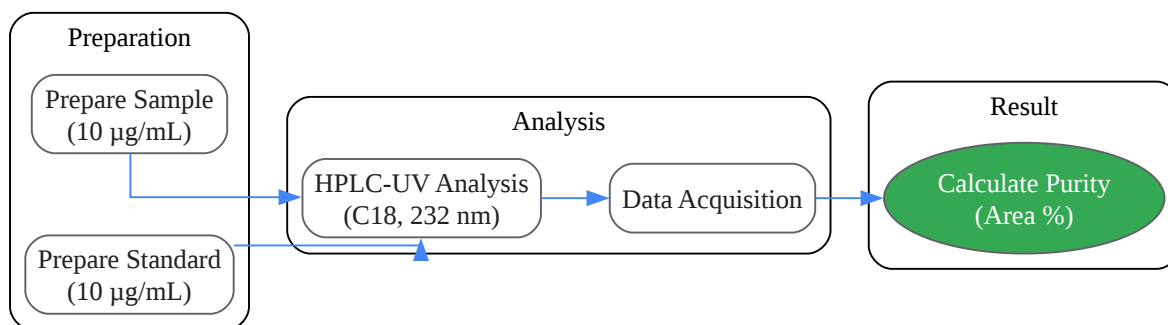 Preparation
Prepare Sample
(10 µg/mL)
Prepare Standard
(10 µg/mL)
Analysis
HPLC-UV Analysis
(C18, 232 nm)
Data Acquisition
Result
Calculate Purity
(Area %)